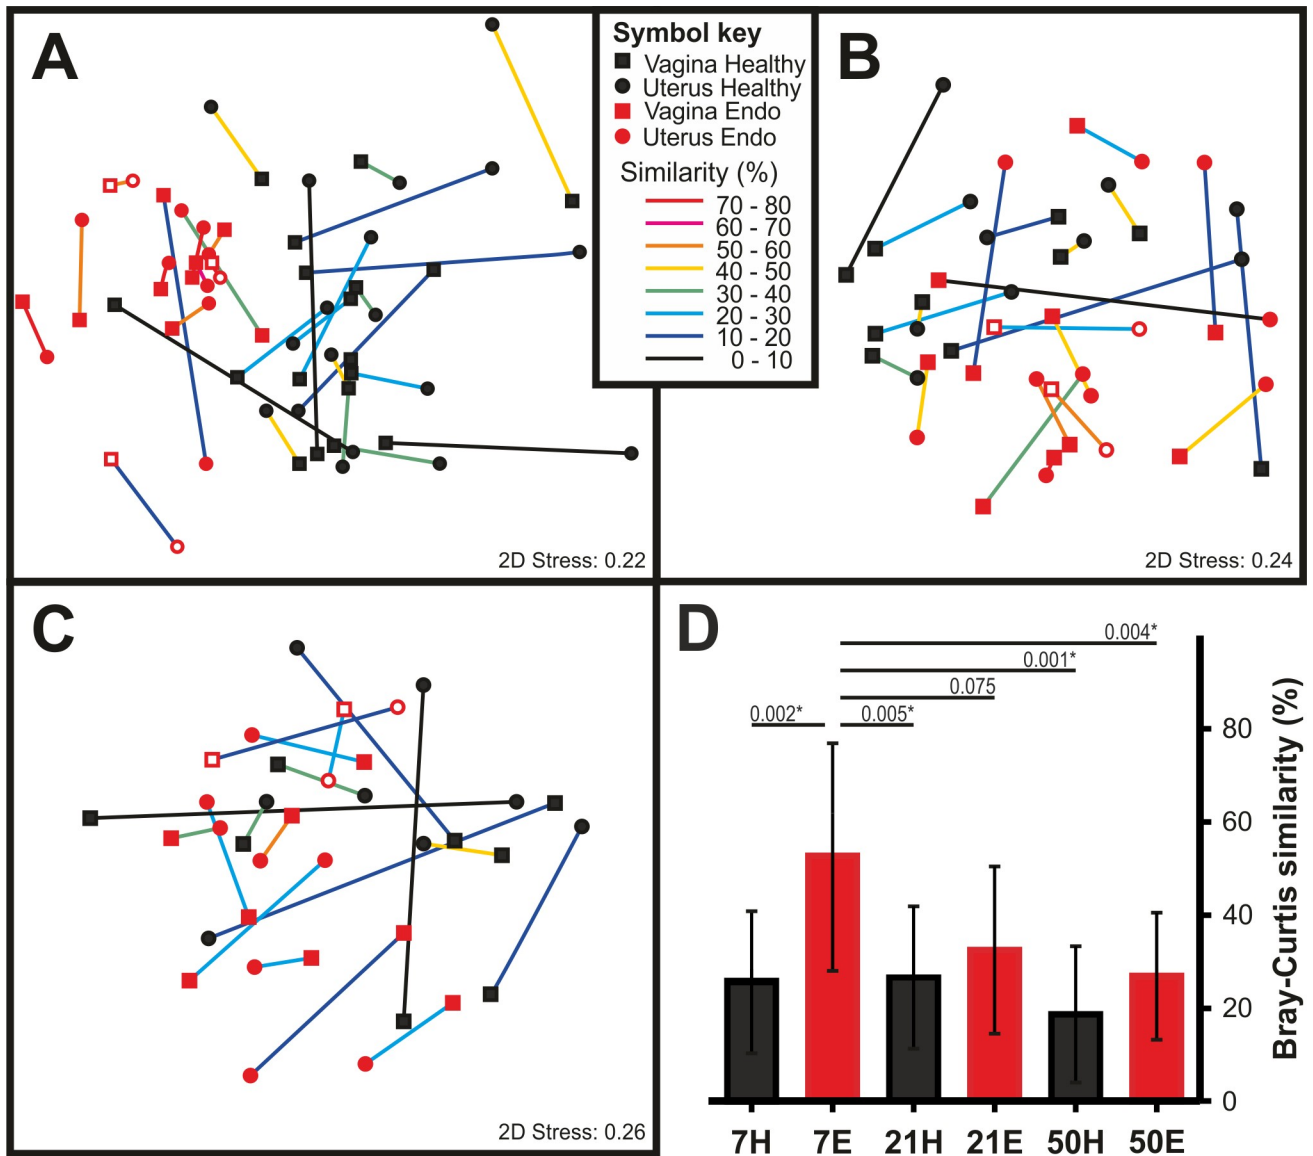 A
Symbol key
Vagina Healthy
Uterus Healthy
Vagina Endo
Uterus Endo
Similarity (%)
70 - 80
60 - 70
50 - 60
40 - 50
30 - 40
20 - 30
10 - 20
0 - 10
B
2D Stress: 0.22
2D Stress: 0.24
C
2D Stress: 0.26
D
0.004*
0.001*
0.075
0.002*
0.005*
80
60
40
20
0
Bray-Curtis similarity (%)
7H
7E
21H
21E
50H
50E